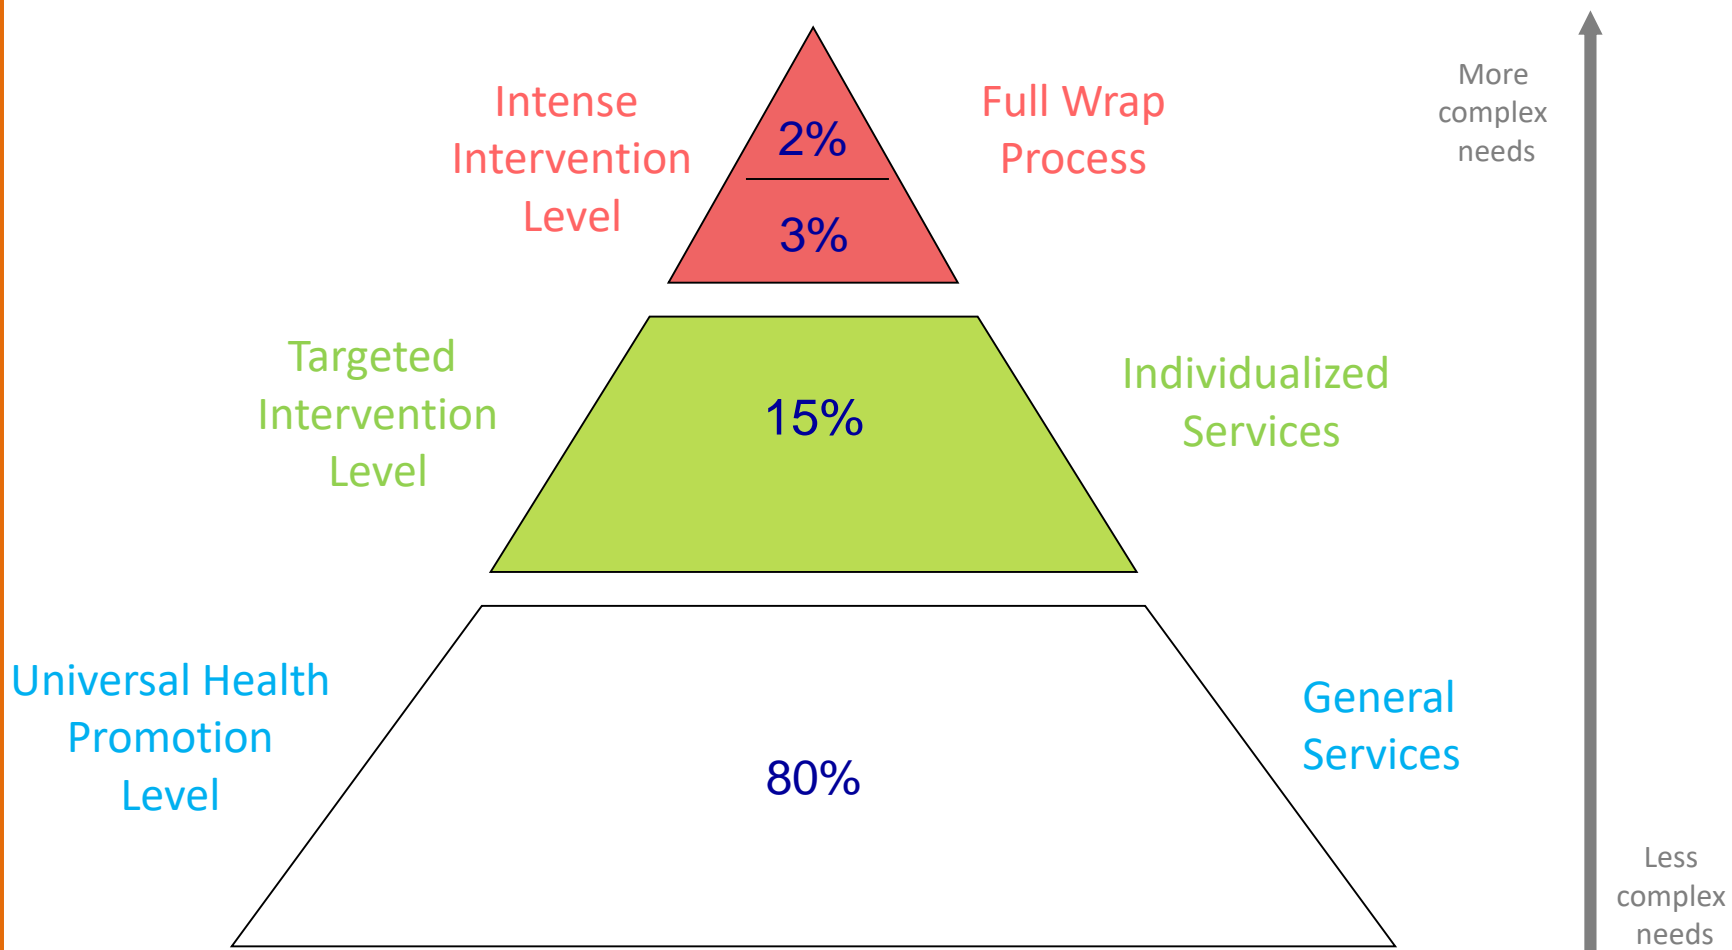 Intense
Intervention
Level
2%
3%
Full Wrap
Process
More
complex
needs
Targeted
Intervention
Level
15%
Individualized
Services
Universal Health
Promotion
Level
80%
General
Services
Less
complex
needs